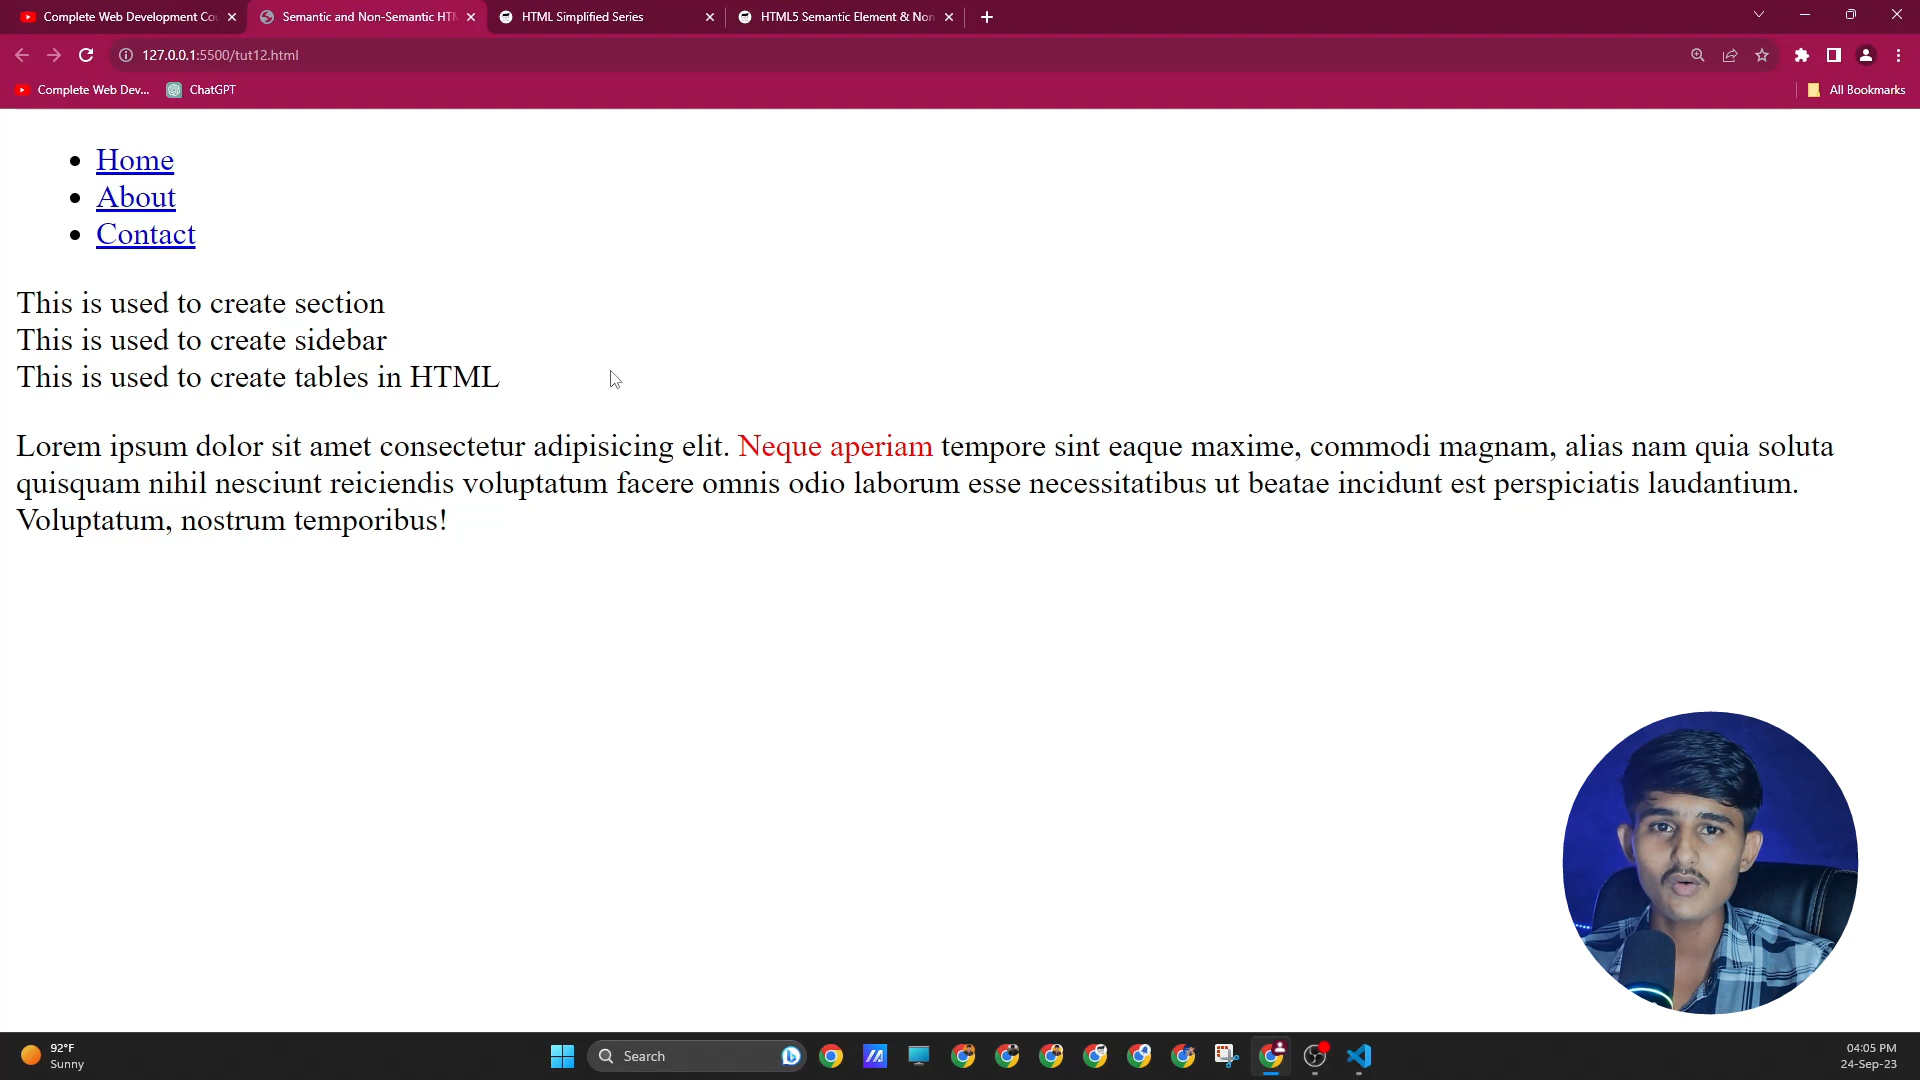 Complete Web Development Co
Semantic and Non-Semantic HTM
HTML Simplified Series
HTML5 Semantic Element & Non
127.0.0.1:5500/tut12.html
Complete Web Dev...
ChatGPT
All Bookmarks
Home
About
Contact
This is used to create section
This is used to create sidebar
This is used to create tables in HTML
Lorem ipsum dolor sit amet consectetur adipisicing elit. Neque aperiam tempore sint eaque maxime, commodi magnam, alias nam quia soluta
quisquam nihil nesciunt reiciendis voluptatum facere omnis odio laborum esse necessitatibus ut beatae incidunt est perspiciatis laudantium.
Voluptatum, nostrum temporibus!
92°F
Sunny
Search
04:05 PM
24-Sep-23